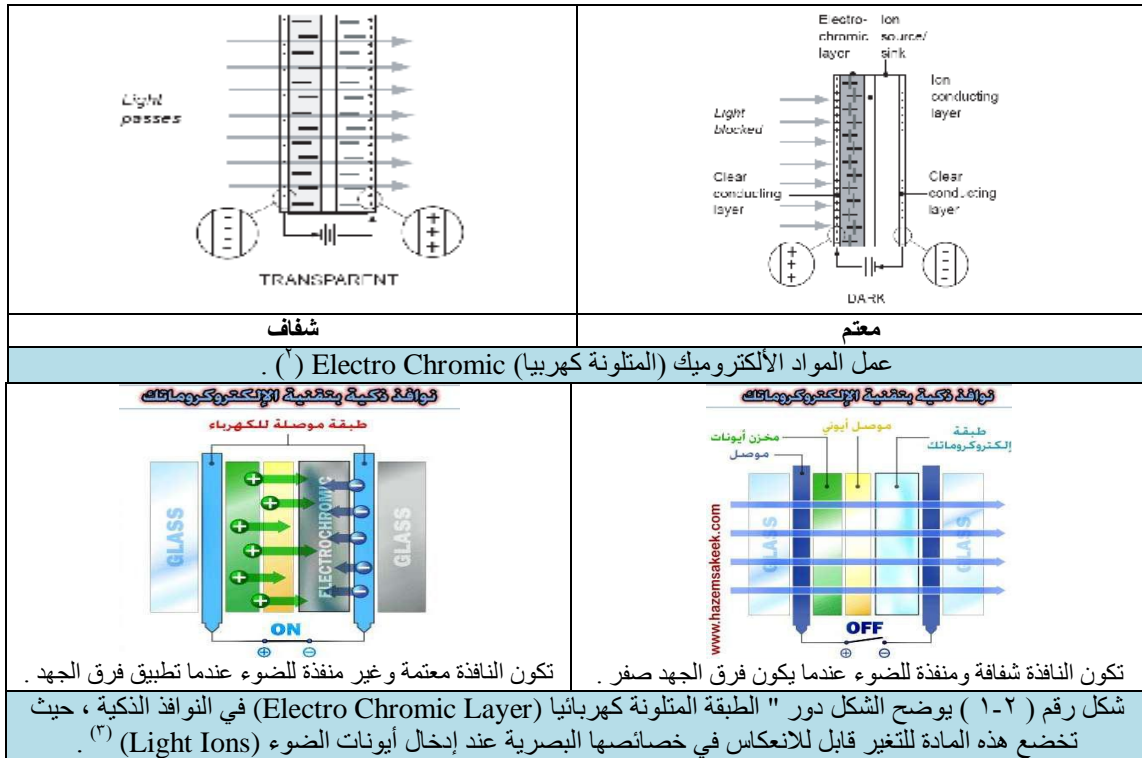 Light
passes
TRANSPARENT
Electro- Ion
chromic source/
layer sink
Ion
conducting
layer
Light
blocked
Clear
conducting
layer
Clear
conducting
layer
DARK
شفاف
معتم
عمل المواد الألكتروميك (المتلونة كهربيا) Electro Chromic (٢) .
نوافذ ذكية بتقنية الإلكتروكروماتك
طبقة موصلة للكهرباء
GLASS
ELECTROCHROMIC
GLASS
ON
تكون النافذة معتمة وغير منفذة للضوء عندما تطبيق فرق الجهد .
نوافذ ذكية بتقنية الإلكتروكروماتك
طبقة
إلكتروكروماتك
موصل أيوني
مخزن أيونات
موصل
GLASS
GLASS
www.hazemsakeek.com
OFF
تكون النافذة شفافة ومنفذة للضوء عندما يكون فرق الجهد صفر .
شكل رقم ( ٢-١ ) يوضح الشكل دور " الطبقة المتلونة كهربائيا (Electro Chromic Layer) في النوافذ الذكية ، حيث
تخضع هذه المادة للتغير قابل للانعكاس في خصائصها البصرية عند إدخال أيونات الضوء (Light Ions) (٣) .